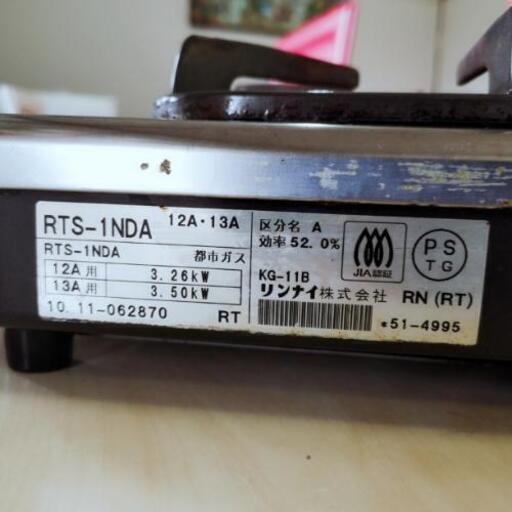 RTS-1NDA 12A・13A
RTS-1NDA 都市ガス
12A用 3.26kW
13A用 3.50kW
10.11-062870 RT
区分名 A
効率52.0%
KG-11B
リンナイ株式会社 RN(RT)
*51-4995
JIA認証
PS
TG